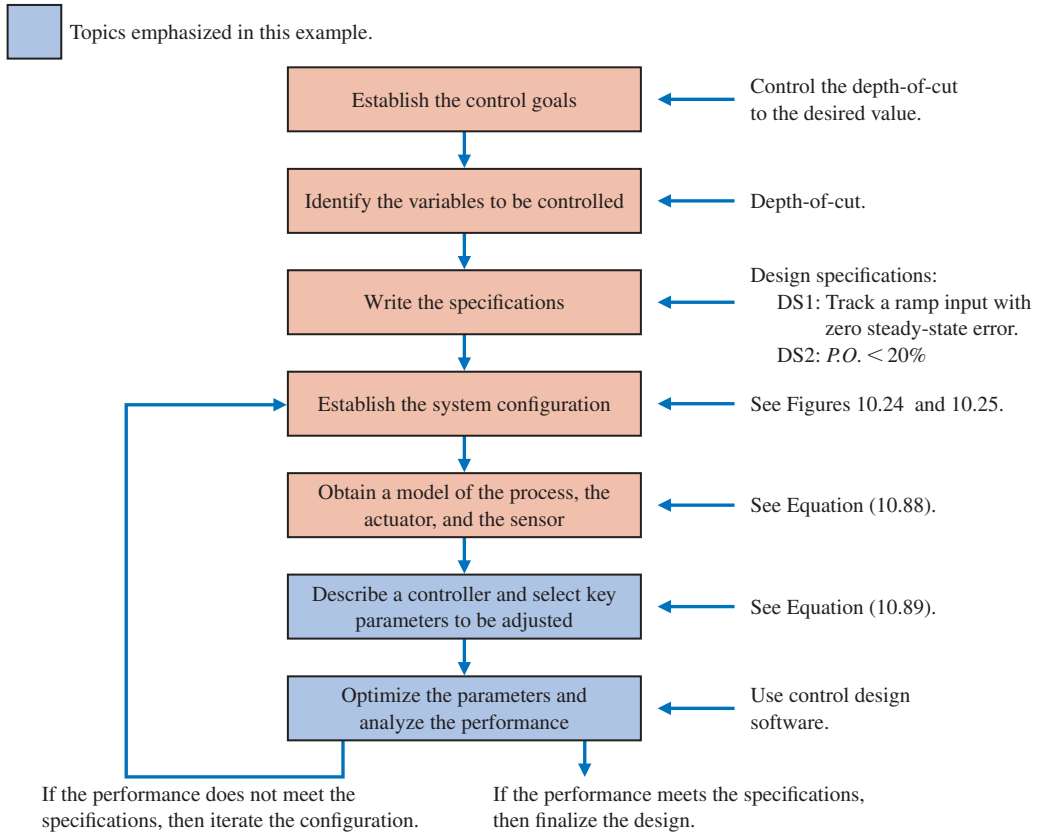 Topics emphasized in this example.
Establish the control goals
Control the depth-of-cut
to the desired value.
Identify the variables to be controlled
Depth-of-cut.
Write the specifications
Design specifications:
DS1: Track a ramp input with
zero steady-state error.
DS2: P.O. < 20%
Establish the system configuration
See Figures 10.24 and 10.25.
Obtain a model of the process, the
actuator, and the sensor
See Equation (10.88).
Describe a controller and select key
parameters to be adjusted
See Equation (10.89).
Optimize the parameters and
analyze the performance
Use control design
software.
If the performance does not meet the
specifications, then iterate the configuration.
If the performance meets the specifications,
then finalize the design.